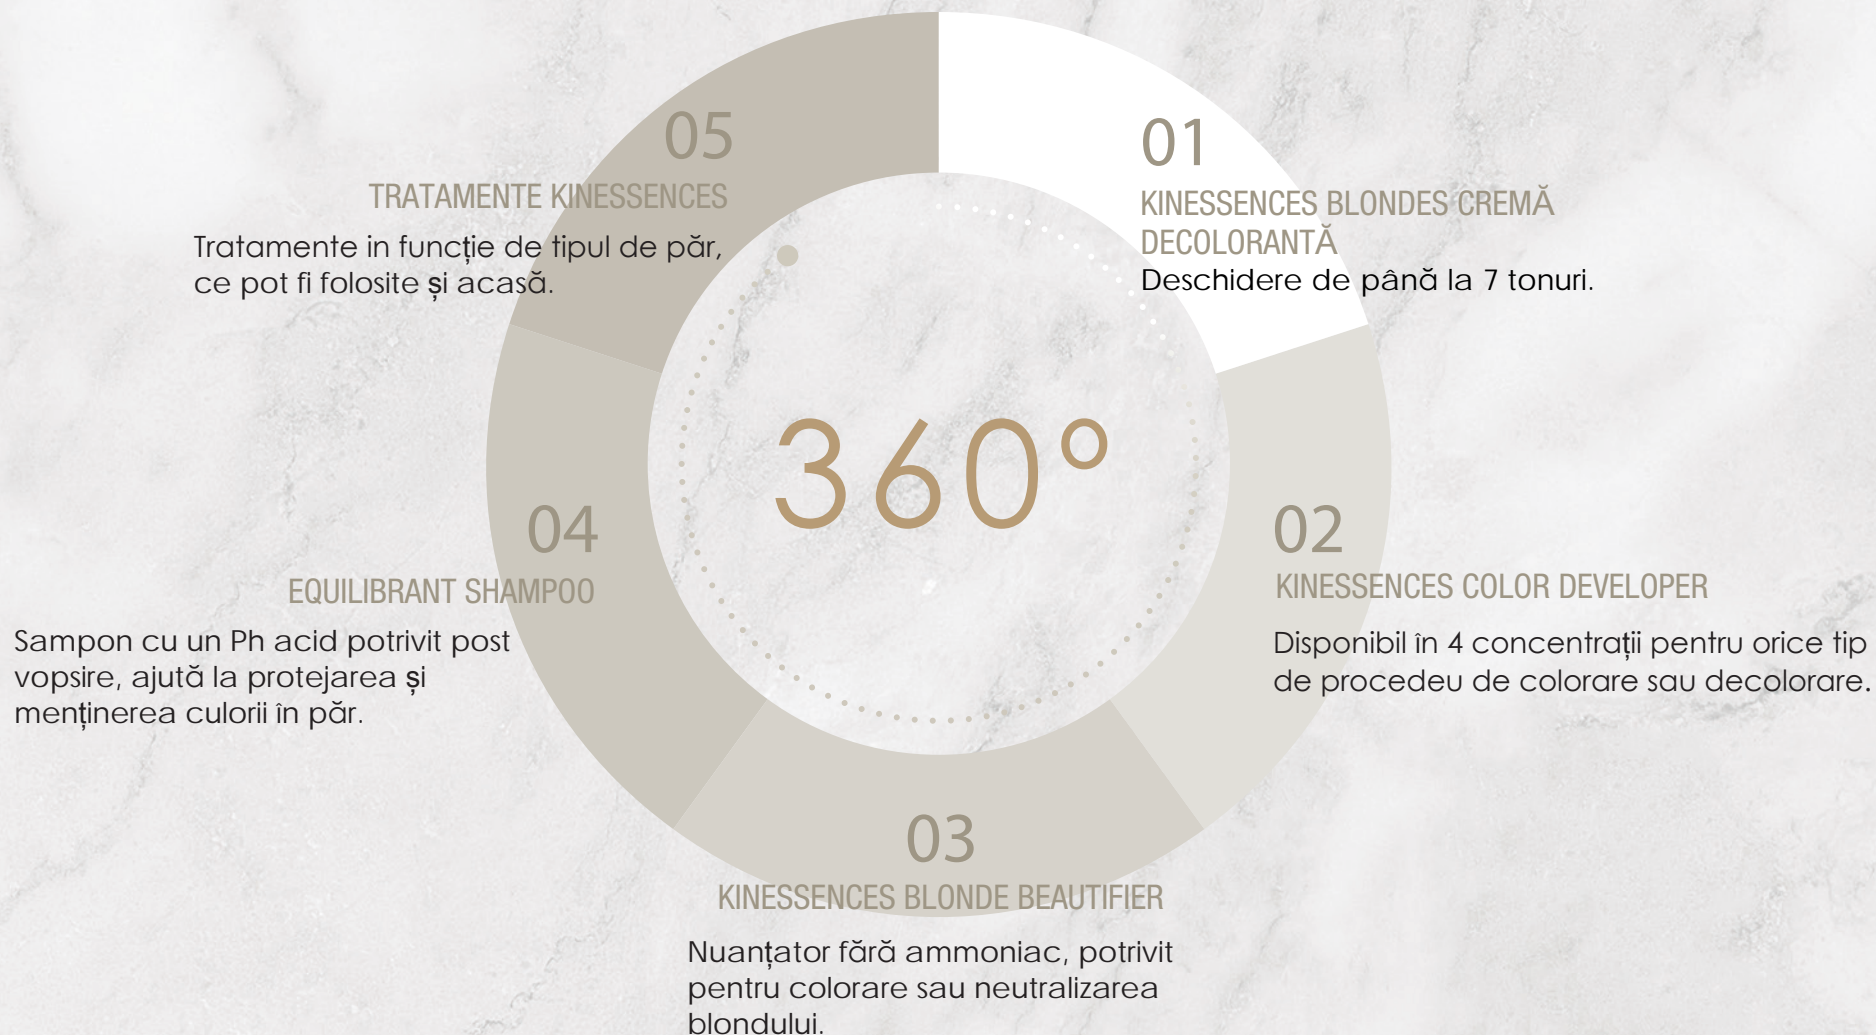 01
KINESSENCES BLONDES CREMĂ
DECOLORANTĂ
Deschidere de până la 7 tonuri.
02
KINESSENCES COLOR DEVELOPER
Disponibil în 4 concentrații pentru orice tip
de procedeu de colorare sau decolorare.
03
KINESSENCES BLONDE BEAUTIFIER
Nuanțator fără ammoniac, potrivit
pentru colorare sau neutralizarea
blondului.
04
EQUILIBRANT SHAMPOO
Sampon cu un Ph acid potrivit post
vopsire, ajută la protejarea și
menținerea culorii în păr.
05
TRATAMENTE KINESSENCES
Tratamente in funcție de tipul de păr,
ce pot fi folosite și acasă.
360º